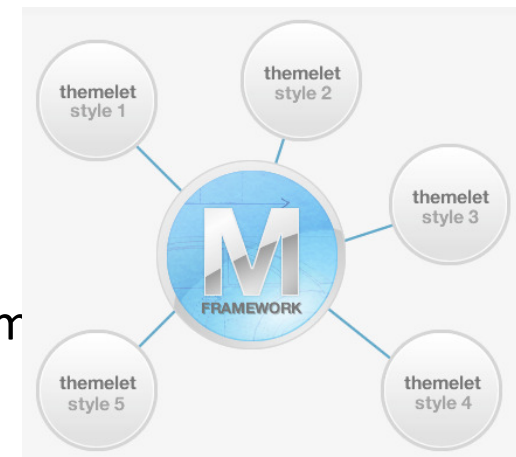 themelet
style 1
themelet
style 2
themelet
style 3
M
FRAMEWORK
m
themelet
style 5
themelet
style 4